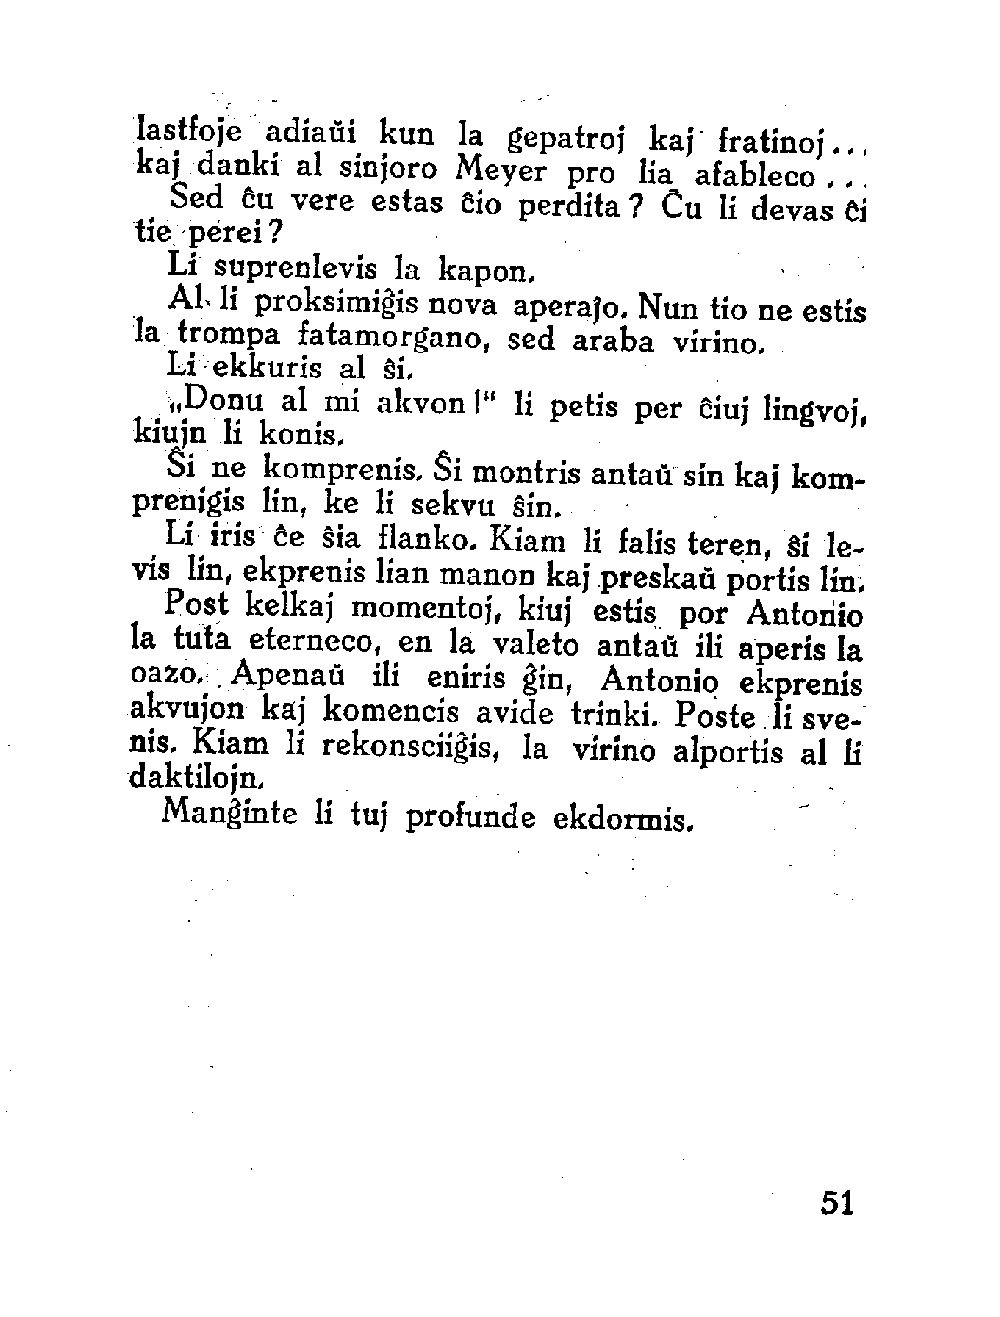 lastfoje adiaŭi kun la gepatroj kaj fratinoj...
kaj danki al sinjoro Meyer pro lia afableco...
Sed ĉu vere estas ĉio perdita? Ĉu li devas ĉi
tie perei?
Li suprenlevis la kapon.
Al li proksimiĝis nova aperaĵo. Nun tio ne estis
la trompa fatamorgano, sed araba virino.
Li ekkuris al ŝi.
„Donu al mi akvon!“ li petis per ĉiuj lingvoj,
kiujn li konis.
Ŝi ne komprenis. Ŝi montris antaŭ sin kaj kom-
prenigis lin, ke li sekvu ŝin.
Li iris ĉe ŝia flanko. Kiam li falis teren, ŝi le-
vis lin, ekprenis lian manon kaj preskaŭ portis lin.
Post kelkaj momentoj, kiuj estis por Antonio
la tuta eterneco, en la valeto antaŭ ili aperis la
oazo. Apenaŭ ili eniris ĝin, Antonio ekprenis
akvujon kaj komencis avide trinki. Poste li sve-
nis. Kiam li rekonsciiĝis, la virino alportis al li
daktilojn.
Manĝinte li tuj profunde ekdormis.
51